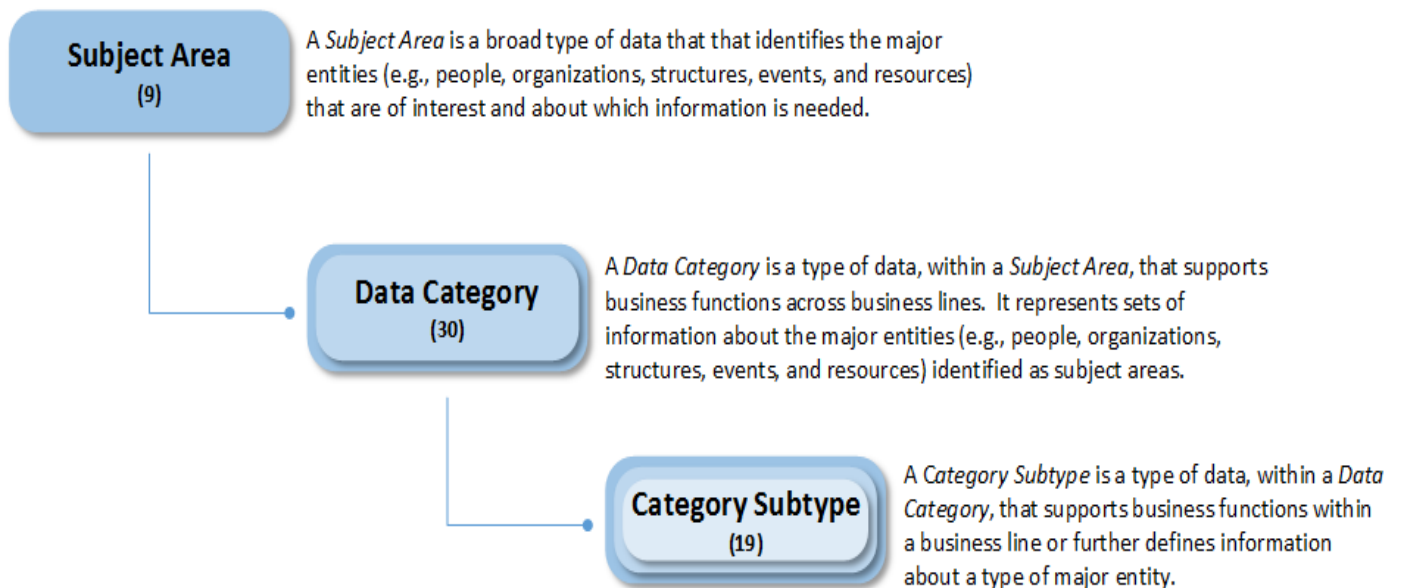 Subject Area
(9)
A Subject Area is a broad type of data that that identifies the major
entities (e.g., people, organizations, structures, events, and resources)
that are of interest and about which information is needed.
Data Category
(30)
A Data Category is a type of data, within a Subject Area, that supports
business functions across business lines.  It represents sets of
information about the major entities (e.g., people, organizations,
structures, events, and resources) identified as subject areas.
Category Subtype
(19)
A Category Subtype is a type of data, within a Data
Category, that supports business functions within
a business line or further defines information
about a type of major entity.